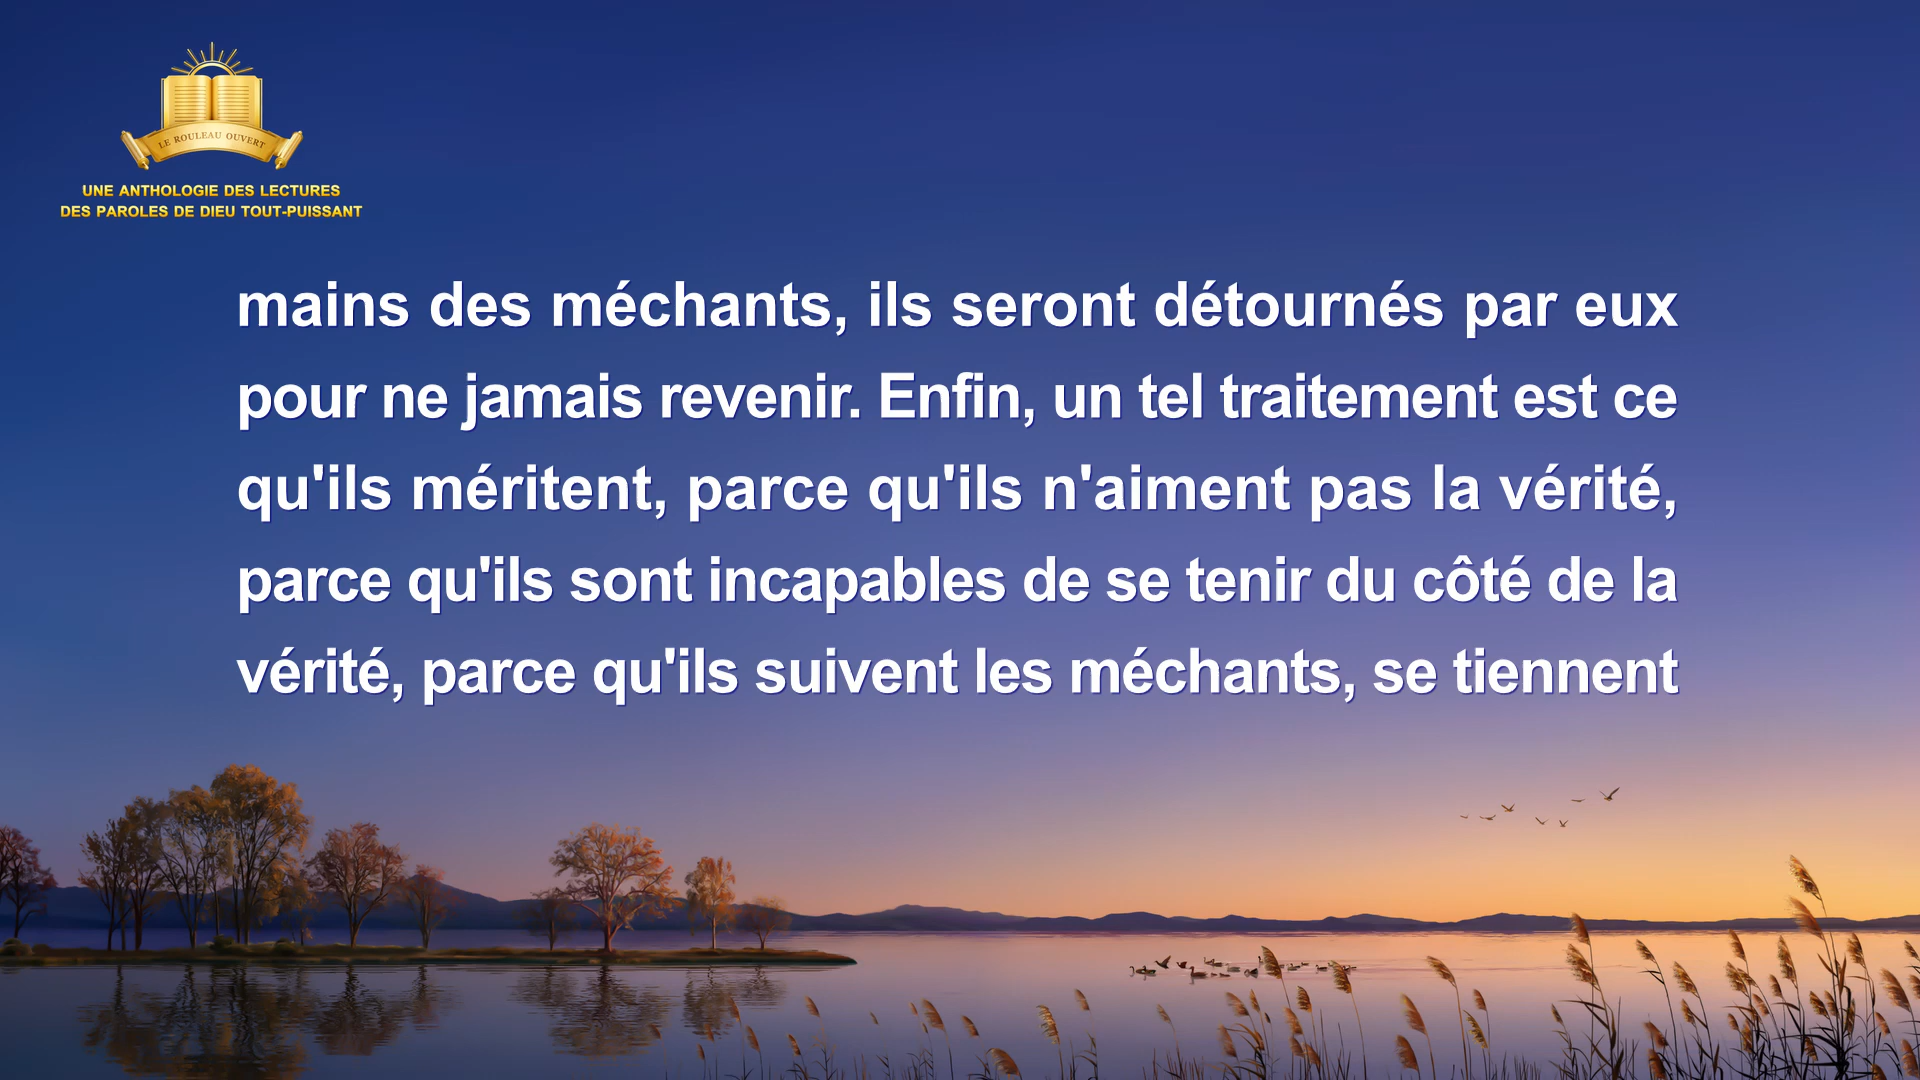 LE ROULEAU OUVERT
UNE ANTHOLOGIE DES LECTURES
DES PAROLES DE DIEU TOUT-PUISSANT
mains des méchants, ils seront détournés par eux
pour ne jamais revenir. Enfin, un tel traitement est ce
qu'ils méritent, parce qu'ils n'aiment pas la vérité,
parce qu'ils sont incapables de se tenir du côté de la
vérité, parce qu'ils suivent les méchants, se tiennent